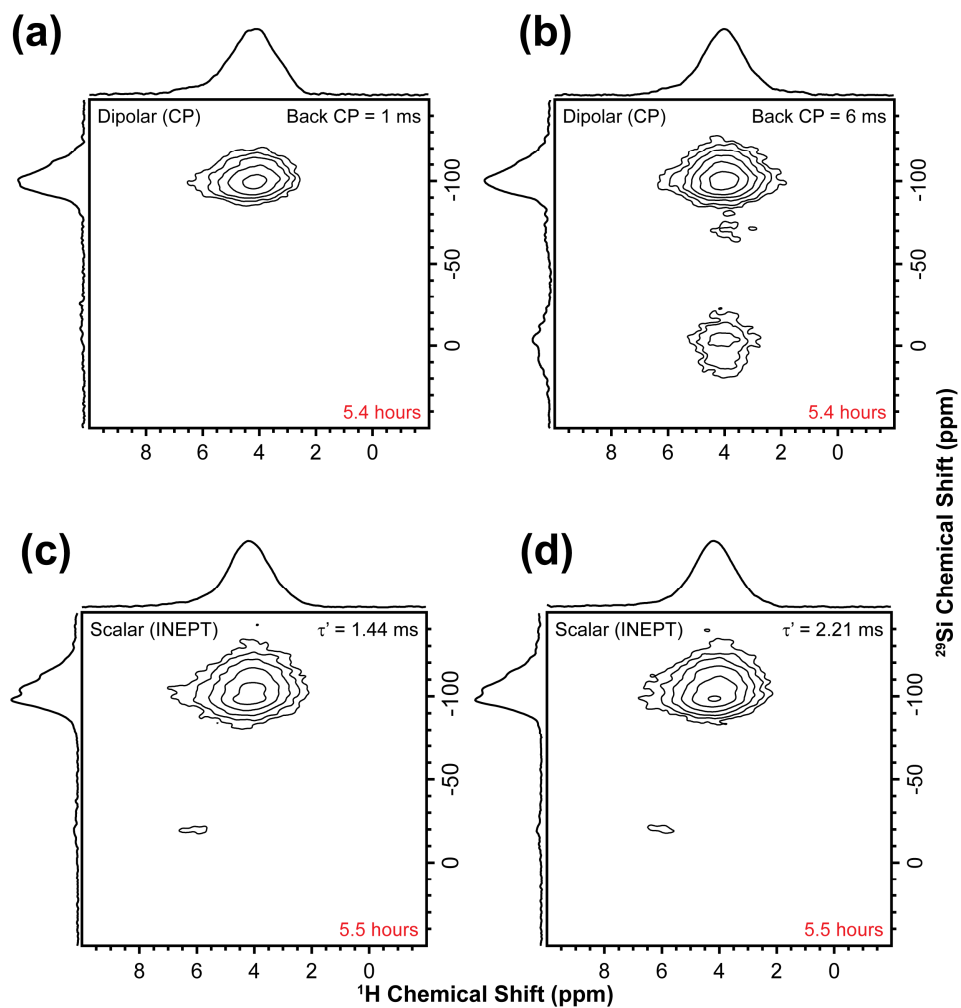 (a)
(b)
Dipolar (CP) Back CP = 1 ms
Dipolar (CP) Back CP = 6 ms
-100
-50
0
-100
-50
0
5.4 hours
5.4 hours
8 6 4 2 0
8 6 4 2 0
(c)
(d)
Scalar (INEPT) τ' = 1.44 ms
Scalar (INEPT) τ' = 2.21 ms
-100
-50
0
-100
-50
0
5.5 hours
5.5 hours
8 6 4 2 0
8 6 4 2 0
¹H Chemical Shift (ppm)
²⁹Si Chemical Shift (ppm)